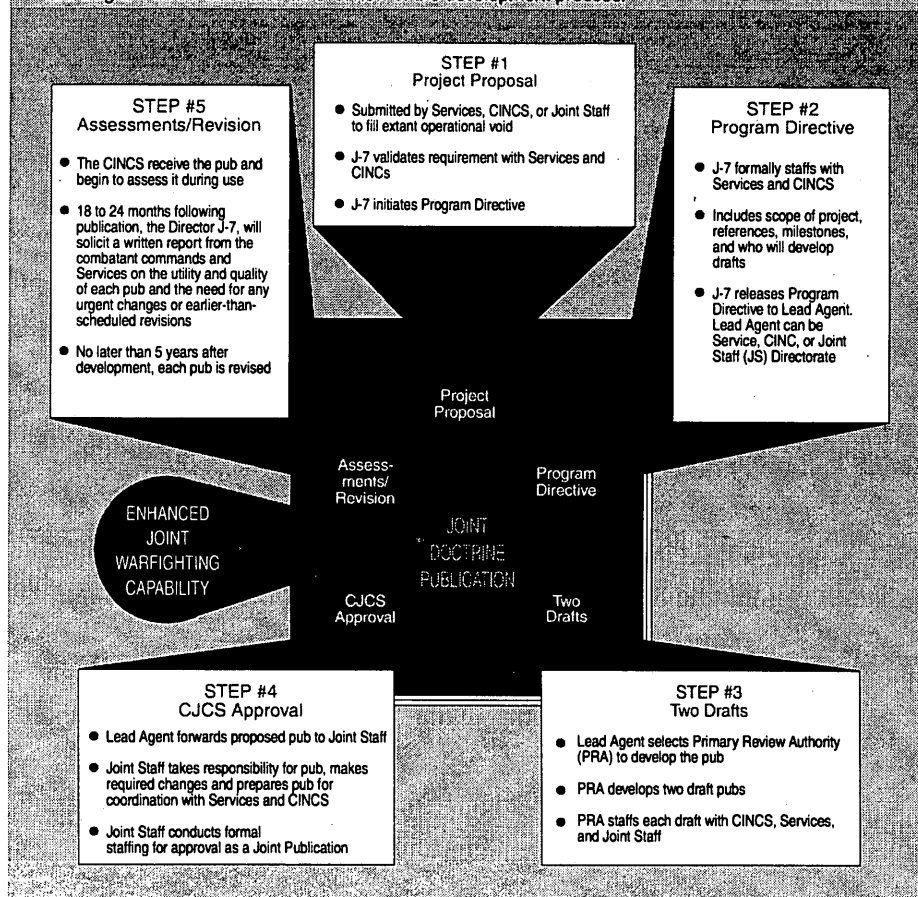 development process.
STEP #1
Project Proposal
● Submitted by Services, CINCS, or Joint Staff
to fill extant operational void
● J-7 validates requirement with Services and
CINCs
● J-7 initiates Program Directive
STEP #2
Program Directive
● J-7 formally staffs with
Services and CINCS
● Includes scope of project,
references, milestones,
and who will develop
drafts
● J-7 releases Program
Directive to Lead Agent.
Lead Agent can be
Service, CINC, or Joint
Staff (JS) Directorate
STEP #3
Two Drafts
● Lead Agent selects Primary Review Authority
(PRA) to develop the pub
● PRA develops two draft pubs
● PRA staffs each draft with CINCS, Services,
and Joint Staff
STEP #4
CJCS Approval
● Lead Agent forwards proposed pub to Joint Staff
● Joint Staff takes responsibility for pub, makes
required changes and prepares pub for
coordination with Services and CINCS
● Joint Staff conducts formal
staffing for approval as a Joint Publication
STEP #5
Assessments/Revision
● The CINCS receive the pub and
begin to assess it during use
● 18 to 24 months following
publication, the Director J-7, will
solicit a written report from the
combatant commands and
Services on the utility and quality
of each pub and the need for any
urgent changes or earlier-than-
scheduled revisions
● No later than 5 years after
development, each pub is revised
Project
Proposal
Program
Directive
Two
Drafts
CJCS
Approval
Assess-
ments/
Revision
JOINT
DOCTRINE
PUBLICATION
ENHANCED
JOINT
WARFIGHTING
CAPABILITY